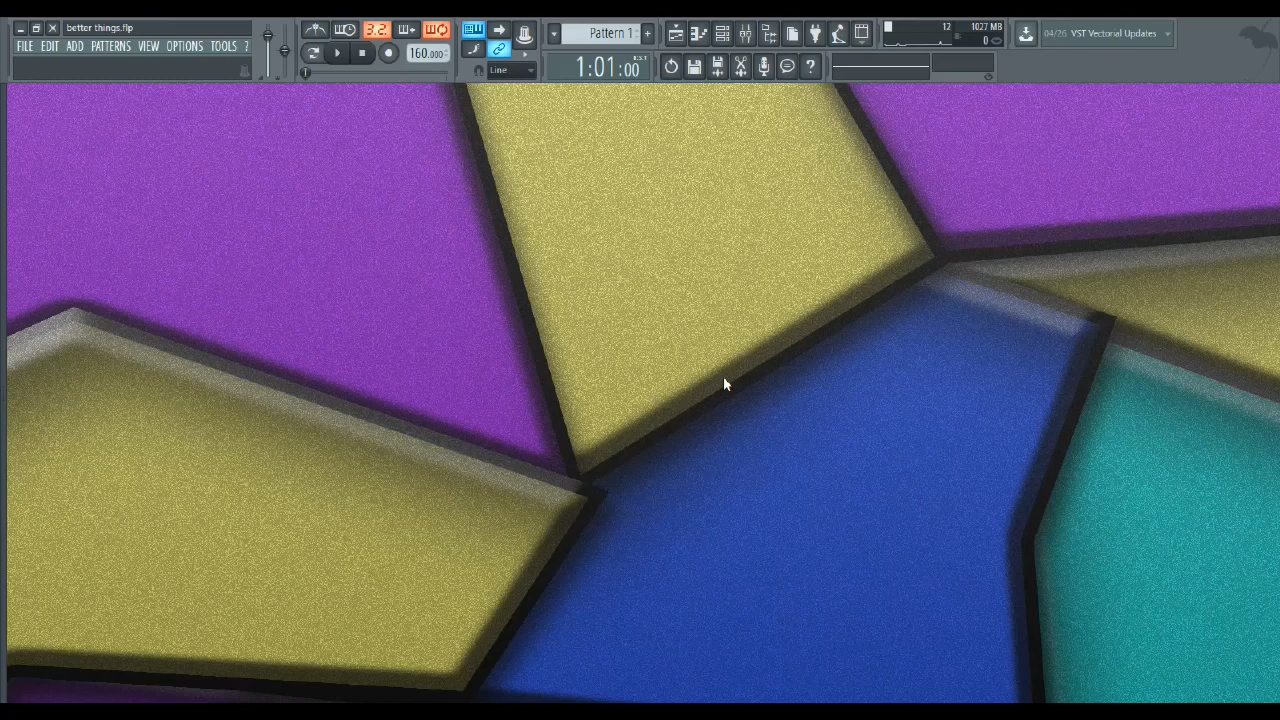 better things.flp
FILE EDIT ADD PATTERNS VIEW OPTIONS TOOLS ?
3.2.
160.000
Line
Pattern 1
+
1:01:00
B:S:T
12
1027 MB
0
?
04/26 VST Vectorial Updates